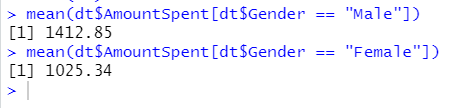 > mean(dt$AmountSpent[dt$Gender == "Male"])
[1] 1412.85
> mean(dt$AmountSpent[dt$Gender == "Female"])
[1] 1025.34
>